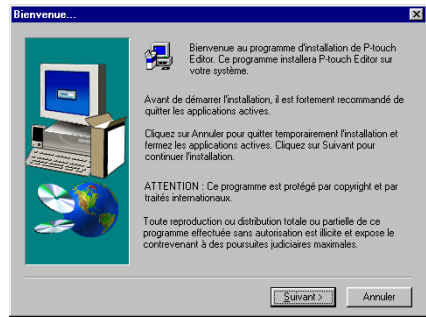 Bienvenue...
Bienvenue au programme d'installation de P-touch
Editor. Ce programme installera P-touch Editor sur
votre système.
Avant de démarrer l'installation, il est fortement recommandé de
quitter les applications actives.
Cliquez sur Annuler pour quitter temporairement l'installation et
fermez les applications actives. Cliquez sur Suivant pour
continuer l'installation.
ATTENTION : Ce programme est protégé par copyright et par
traités internationaux.
Toute reproduction ou distribution totale ou partielle de ce
programme effectuée sans autorisation est illicite et expose le
contrevenant à des poursuites judiciaires maximales.
Suivant >
Annuler